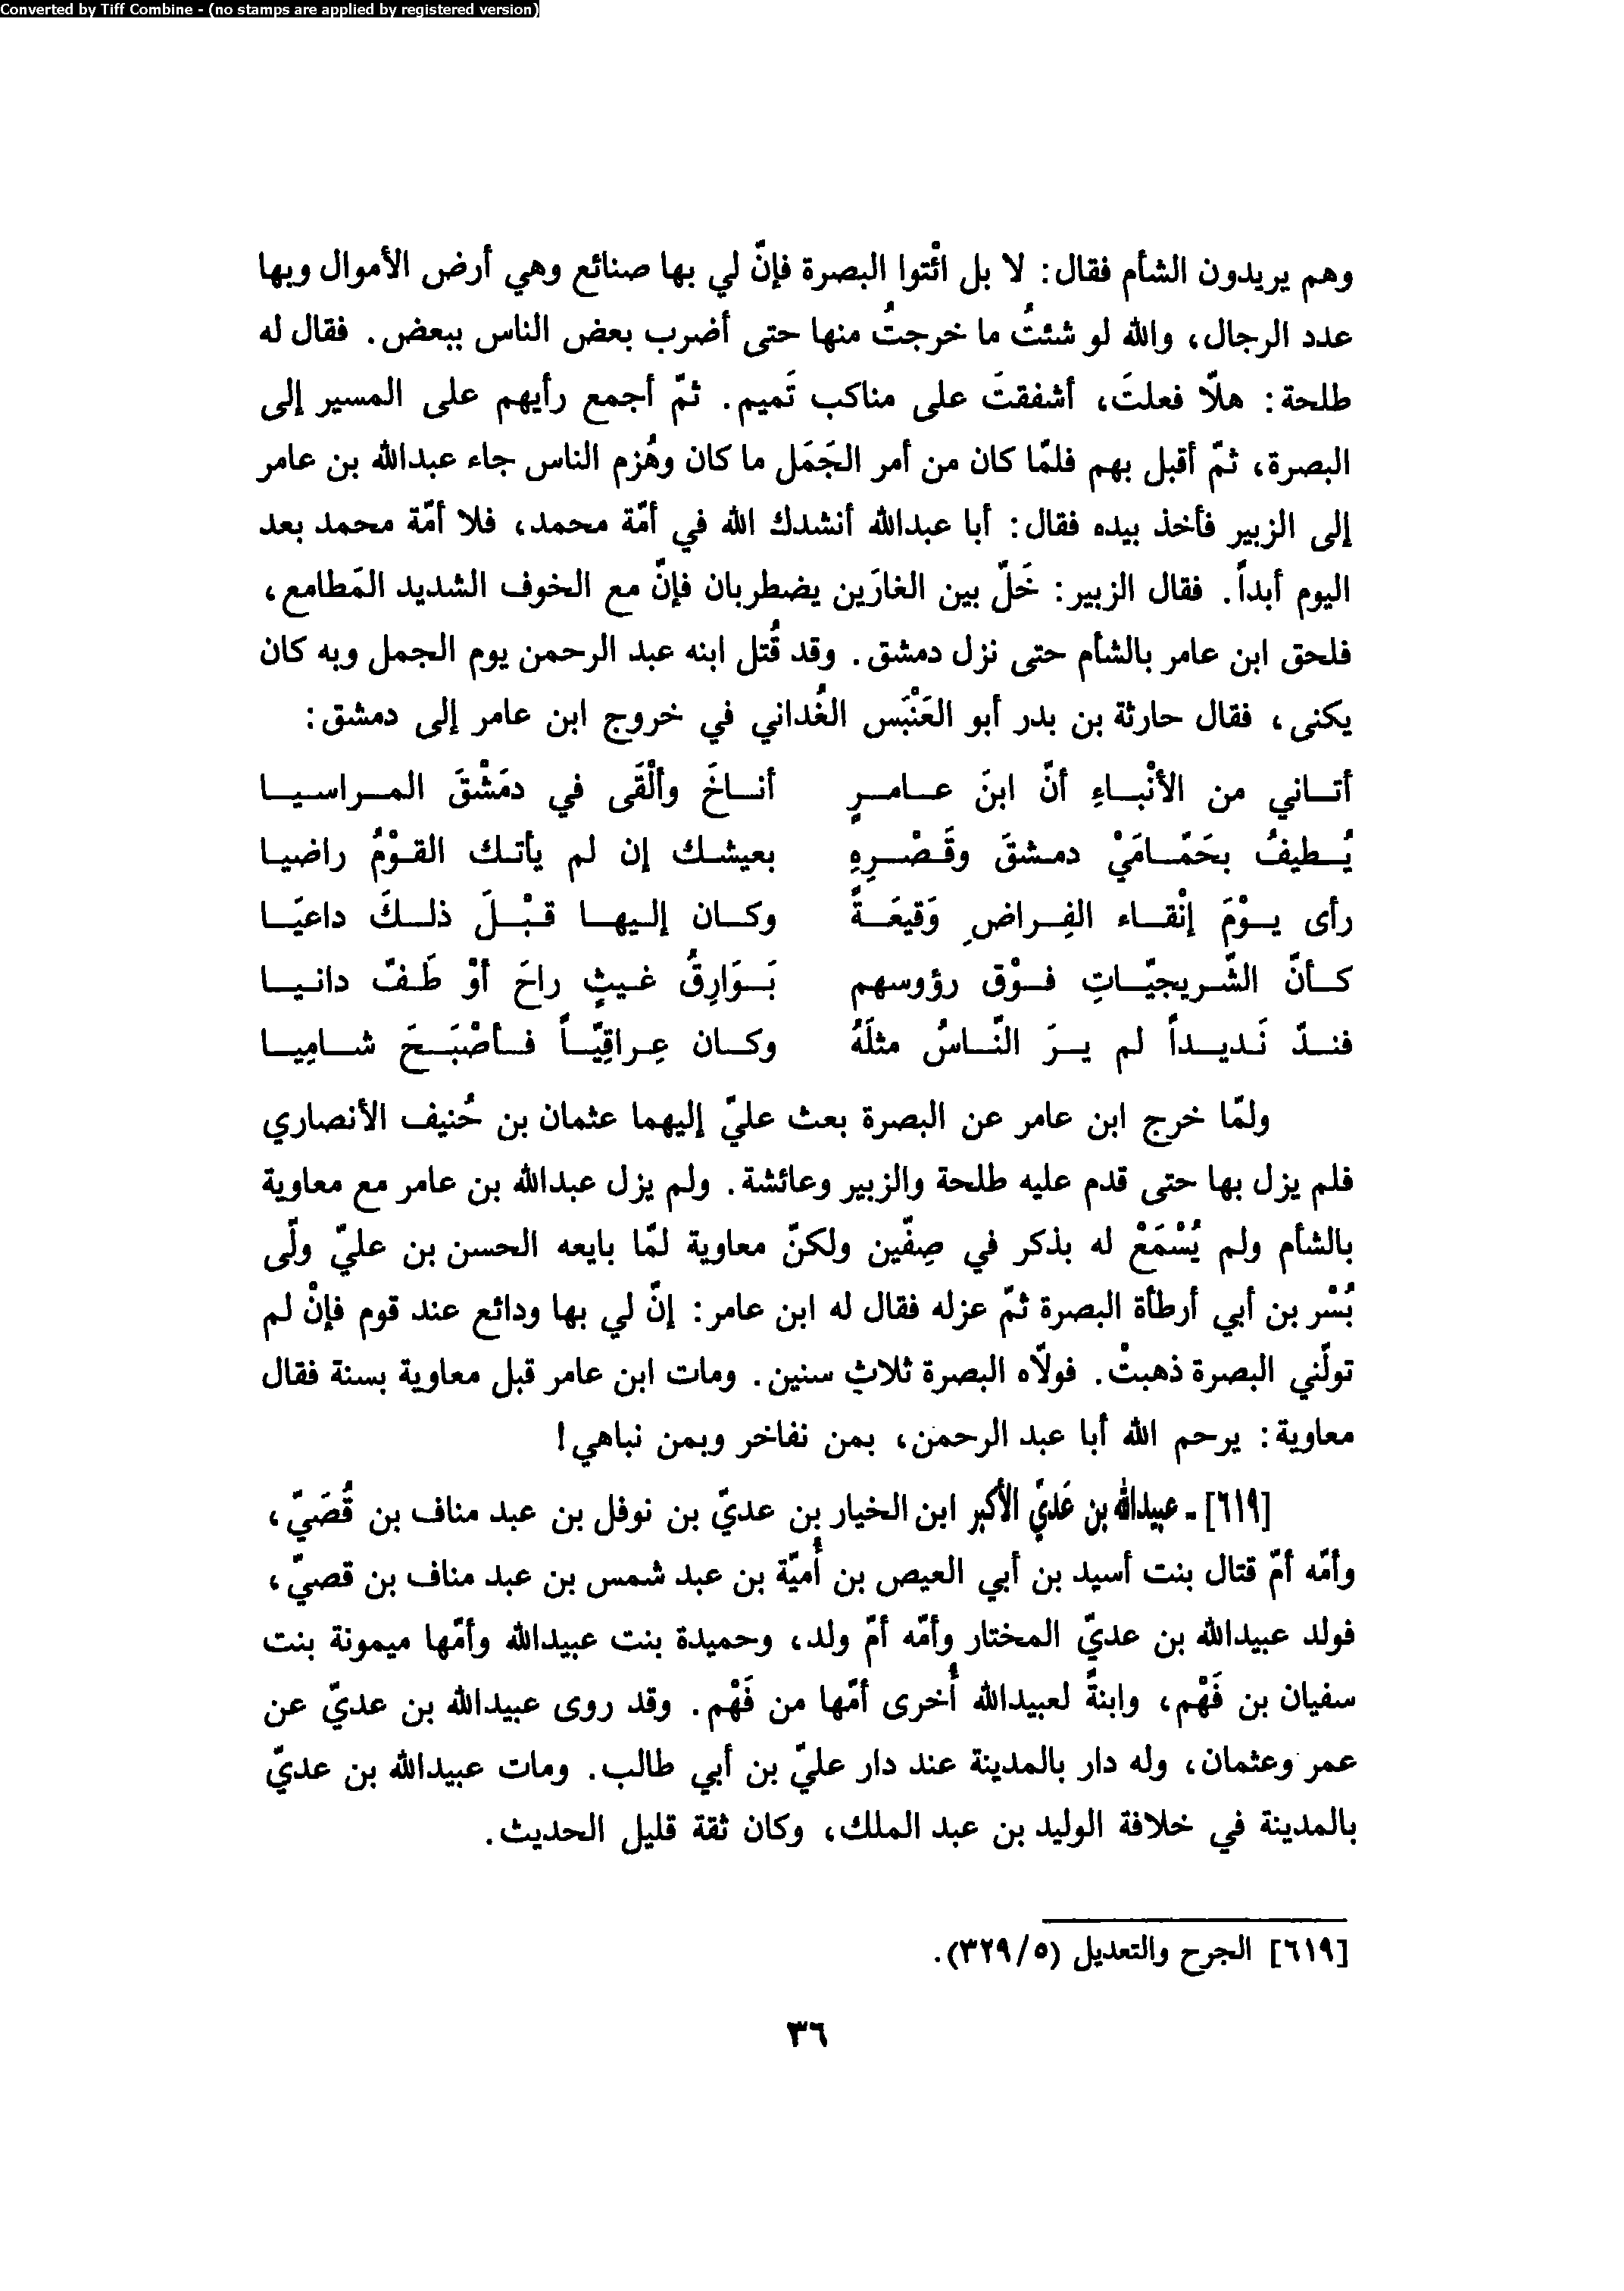 Converted by Tiff Combine - (no stamps are applied by registered version)
وهم يريدون الشأم فقال: لا بل ائْتوا البصرة فإنّ لي بها صنائع وهي أرض الأموال وبها
عدد الرجال، والله لو شئتُ ما خرجتُ منها حتى أضرب بعض الناس ببعض. فقال له
طلحة: هلّا فعلتَ، أشفقتَ على مناكب تَميم. ثمّ أجمع رأيهم على المسير إلى
البصرة، ثمّ أقبل بهم فلمّا كان من أمر الجَمَل ما كان وهُزم الناس جاء عبدالله بن عامر
إلى الزبير فأخذ بيده فقال: أبا عبدالله أنشدك الله في أمّة محمد، فلا أمّة محمد بعد
اليوم أبداً. فقال الزبير: خَلّ بين الغارَين يضطربان فإنّ مع الخوف الشديد المَطامع،
فلحق ابن عامر بالشأم حتى نزل دمشق. وقد قُتل ابنه عبد الرحمن يوم الجمل وبه كان
يكنى، فقال حارثة بن بدر أبو العَنْبَس الغُداني في خروج ابن عامر إلى دمشق:
أتاني من الأنْباءِ أنّ ابنَ عامرٍ أناخَ وألْقَى في دمَشْقَ المراسيا
يُطيفُ بحَمّامَيْ دمشقَ وقَصْرِهِ بعيشك إن لم يأتك القوْمُ راضيا
رأى يوْمَ إنْقاء الفِراضِ وَقيعَةً وكان إليها قبْلَ ذلكَ داعيَا
كأنّ الشّريجيّاتِ فوْق رؤوسهم بَوَارِقُ غيثٍ راحَ أوْ طَفّ دانيا
فندّ نَديداً لم يرَ النّاسُ مثلَهُ وكان عِراقِيّاً فأصْبَحَ شامِيا
ولمّا خرج ابن عامر عن البصرة بعث عليّ إليهما عثمان بن حُنيف الأنصاري
فلم يزل بها حتى قدم عليه طلحة والزبير وعائشة. ولم يزل عبدالله بن عامر مع معاوية
بالشأم ولم يُسْمَعْ له بذكر في صِفّين ولكنّ معاوية لمّا بايعه الحسن بن عليّ ولّى
بُسْر بن أبي أرطأة البصرة ثمّ عزله فقال له ابن عامر: إنّ لي بها ودائع عند قوم فإنْ لم
تولّني البصرة ذهبتْ. فولّاه البصرة ثلاث سنين. ومات ابن عامر قبل معاوية بسنة فقال
معاوية: يرحم الله أبا عبد الرحمن، بمن نفاخر وبمن نباهي!
[٦١٩] - عبيدالله بن عَديّ الأكبر ابن الخيار بن عديّ بن نوفل بن عبد مناف بن قُصَيّ،
وأمّه أمّ قتال بنت أسيد بن أبي العيص بن أُميّة بن عبد شمس بن عبد مناف بن قصيّ،
فولد عبيدالله بن عديّ المختار وأمّه أمّ ولد، وحميدة بنت عبيدالله وأمّها ميمونة بنت
سفيان بن فَهْم، وابنةً لعبيدالله أُخرى أمّها من فَهْم. وقد روى عبيدالله بن عديّ عن
عمر وعثمان، وله دار بالمدينة عند دار عليّ بن أبي طالب. ومات عبيدالله بن عديّ
بالمدينة في خلافة الوليد بن عبد الملك، وكان ثقة قليل الحديث.
[٦١٩] الجرح والتعديل (٣٢٩/٥).
٣٦